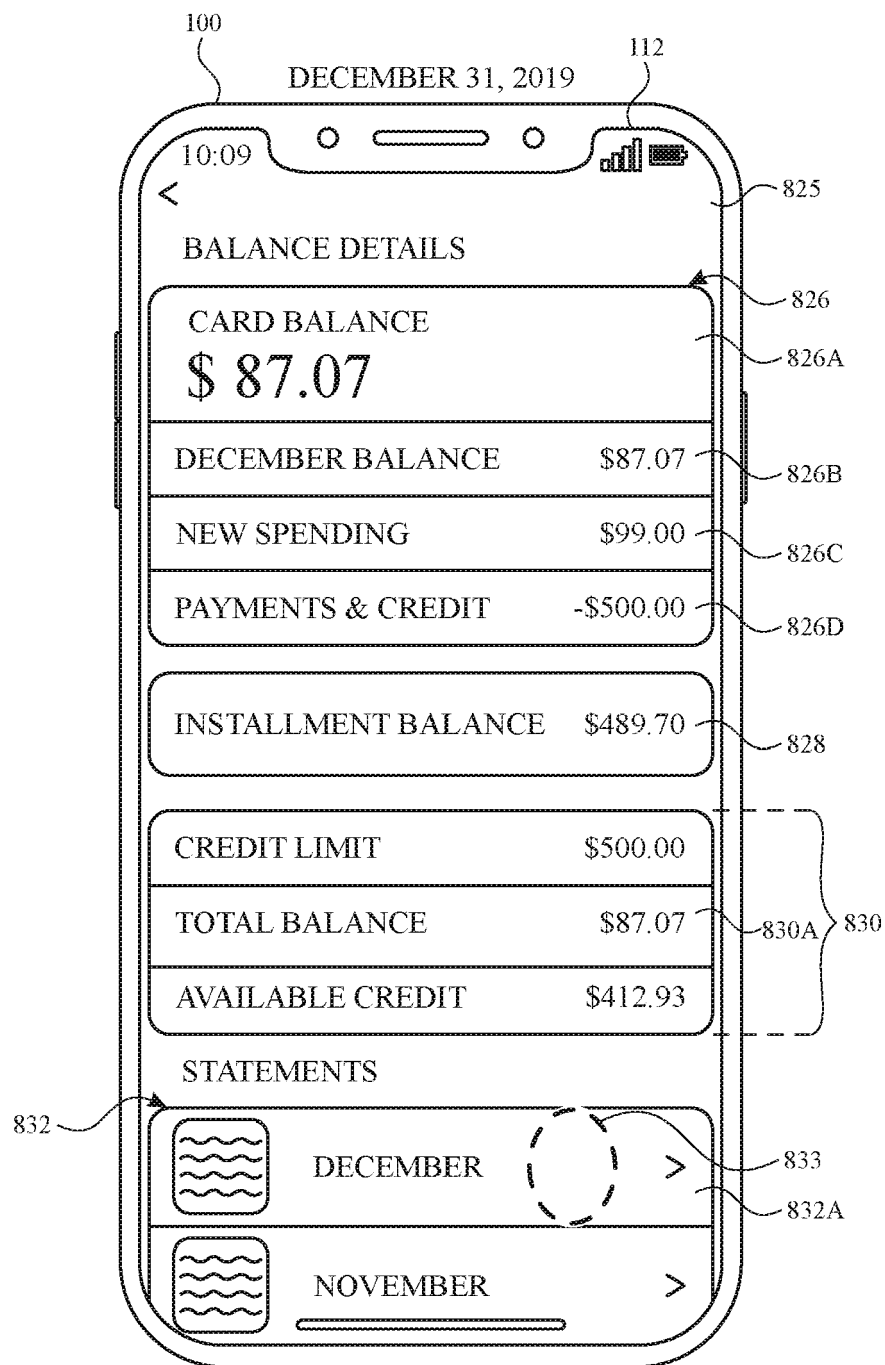 100
DECEMBER 31, 2019
112
10:09
<
825
BALANCE DETAILS
826
CARD BALANCE
$ 87.07
826A
DECEMBER BALANCE $87.07
826B
NEW SPENDING $99.00
826C
PAYMENTS & CREDIT -$500.00
826D
INSTALLMENT BALANCE $489.70
828
CREDIT LIMIT $500.00
TOTAL BALANCE $87.07
830A
830
AVAILABLE CREDIT $412.93
STATEMENTS
832
DECEMBER >
833
832A
NOVEMBER >